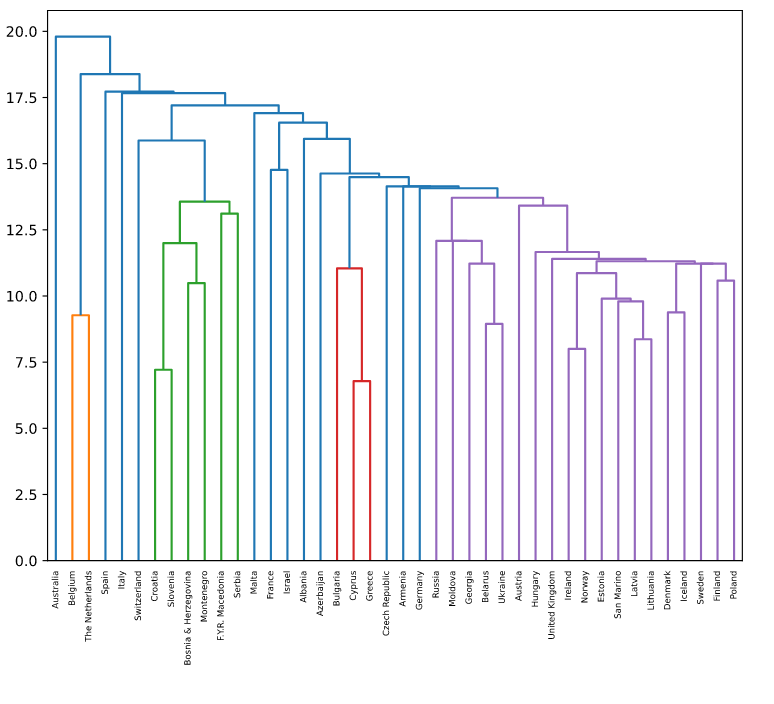 20.0
17.5
15.0
12.5
10.0
7.5
5.0
2.5
0.0
Australia
Belgium
The Netherlands
Spain
Italy
Switzerland
Croatia
Slovenia
Bosnia & Herzegovina
Montenegro
F.Y.R. Macedonia
Serbia
Malta
France
Israel
Albania
Azerbaijan
Bulgaria
Cyprus
Greece
Czech Republic
Armenia
Germany
Russia
Moldova
Georgia
Belarus
Ukraine
Austria
Hungary
United Kingdom
Ireland
Norway
Estonia
San Marino
Latvia
Lithuania
Denmark
Iceland
Sweden
Finland
Poland